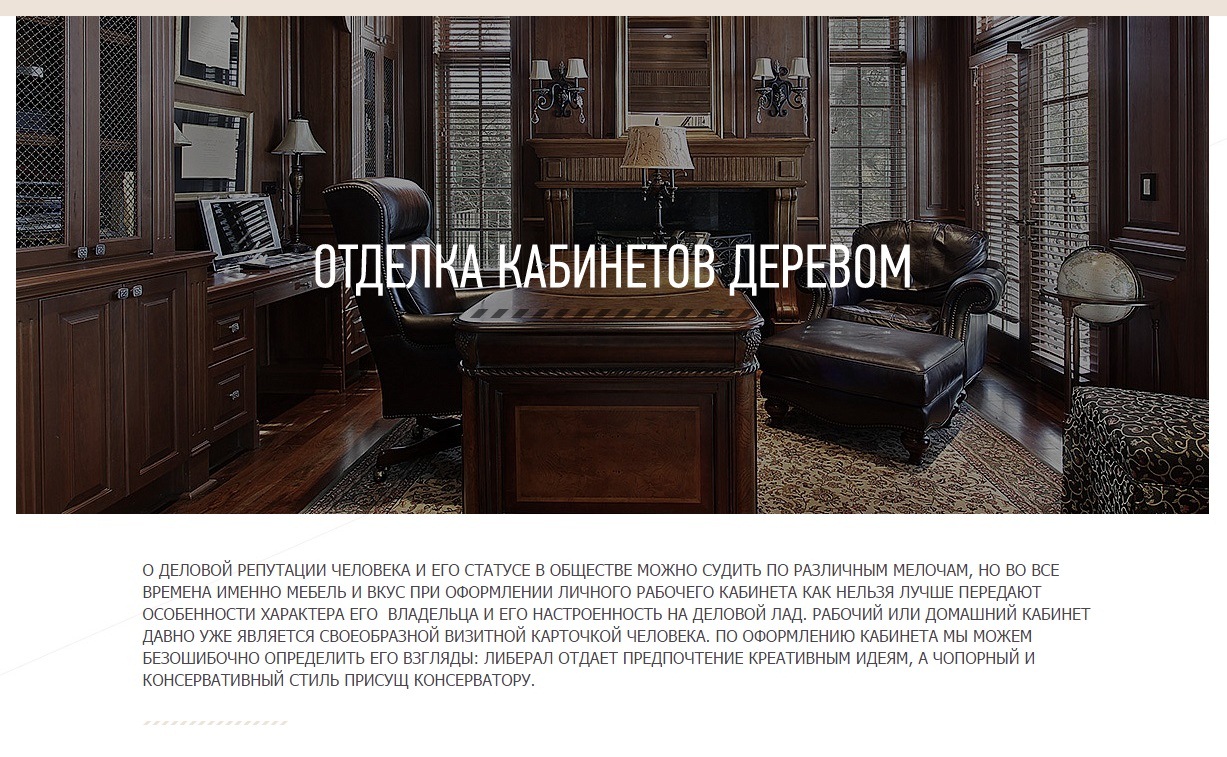 ОТДЕЛКА КАБИНЕТОВ ДЕРЕВОМ
О ДЕЛОВОЙ РЕПУТАЦИИ ЧЕЛОВЕКА И ЕГО СТАТУСЕ В ОБЩЕСТВЕ МОЖНО СУДИТЬ ПО РАЗЛИЧНЫМ МЕЛОЧАМ, НО ВО ВСЕ
ВРЕМЕНА ИМЕННО МЕБЕЛЬ И ВКУС ПРИ ОФОРМЛЕНИИ ЛИЧНОГО РАБОЧЕГО КАБИНЕТА КАК НЕЛЬЗЯ ЛУЧШЕ ПЕРЕДАЮТ
ОСОБЕННОСТИ ХАРАКТЕРА ЕГО  ВЛАДЕЛЬЦА И ЕГО НАСТРОЕННОСТЬ НА ДЕЛОВОЙ ЛАД. РАБОЧИЙ ИЛИ ДОМАШНИЙ КАБИНЕТ
ДАВНО УЖЕ ЯВЛЯЕТСЯ СВОЕОБРАЗНОЙ ВИЗИТНОЙ КАРТОЧКОЙ ЧЕЛОВЕКА. ПО ОФОРМЛЕНИЮ КАБИНЕТА МЫ МОЖЕМ
БЕЗОШИБОЧНО ОПРЕДЕЛИТЬ ЕГО ВЗГЛЯДЫ: ЛИБЕРАЛ ОТДАЕТ ПРЕДПОЧТЕНИЕ КРЕАТИВНЫМ ИДЕЯМ, А ЧОПОРНЫЙ И
КОНСЕРВАТИВНЫЙ СТИЛЬ ПРИСУЩ КОНСЕРВАТОРУ.